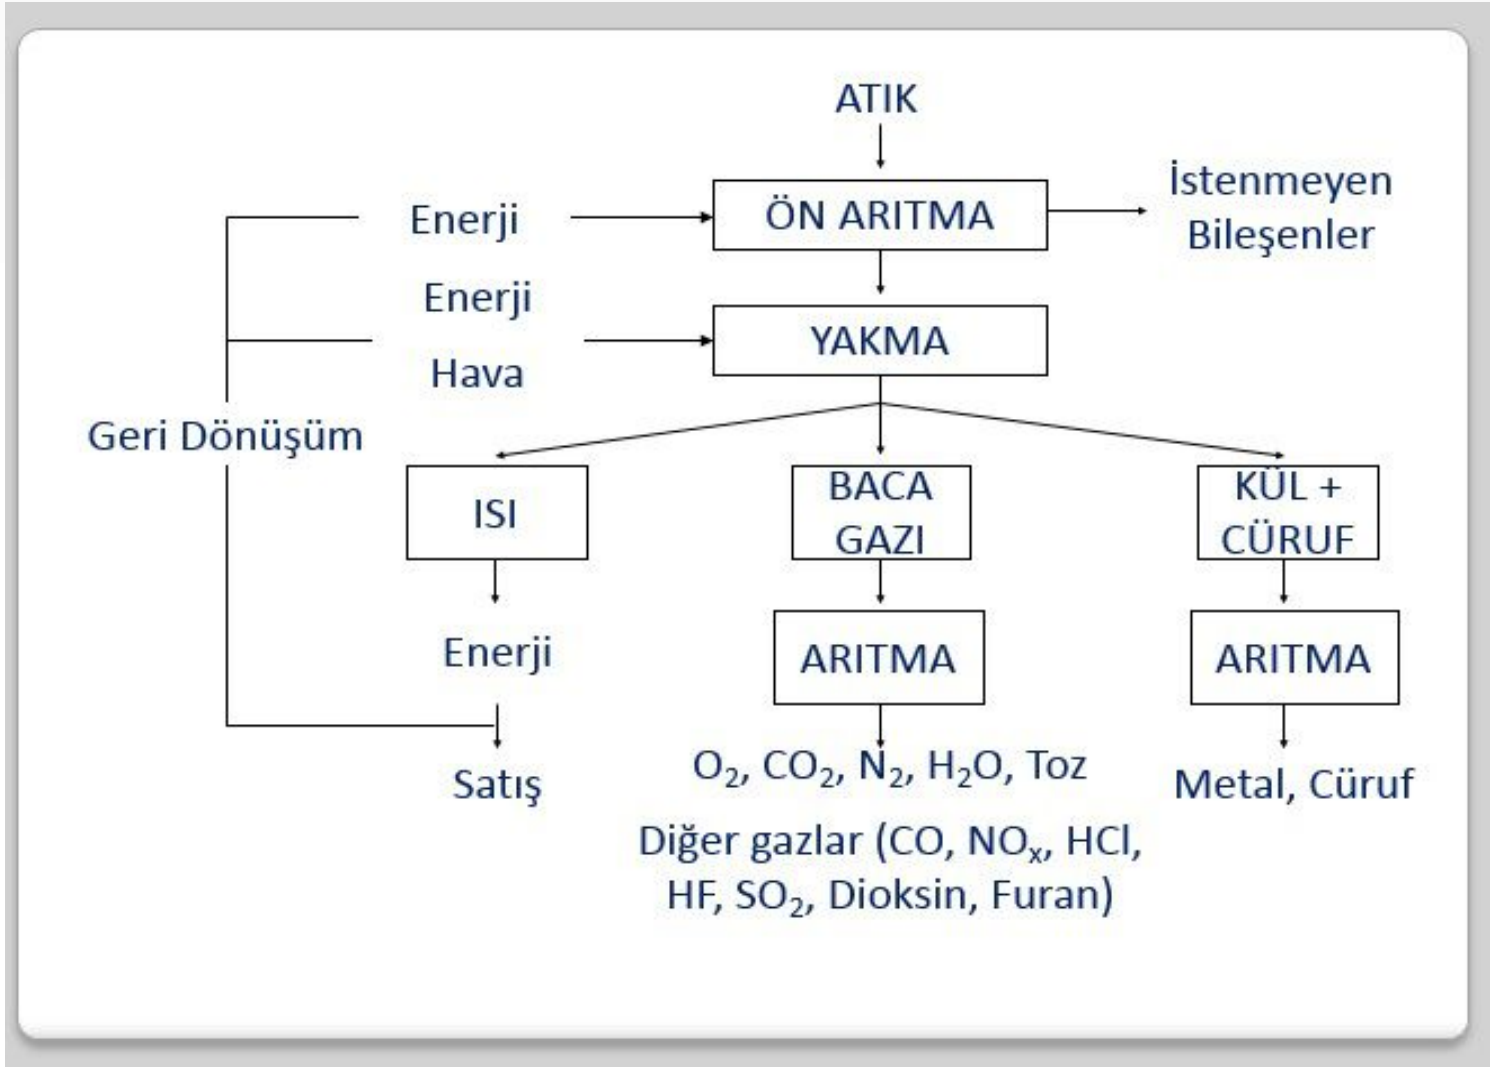 ATIK
İstenmeyen
Bileşenler
Enerji
ÖN ARITMA
Enerji
YAKMA
Hava
Geri Dönüşüm
ISI
BACA
GAZI
KÜL +
CÜRUF
Enerji
ARITMA
ARITMA
Satış
O₂, CO₂, N₂, H₂O, Toz
Metal, Cüruf
Diğer gazlar (CO, NOₓ, HCl,
HF, SO₂, Dioksin, Furan)